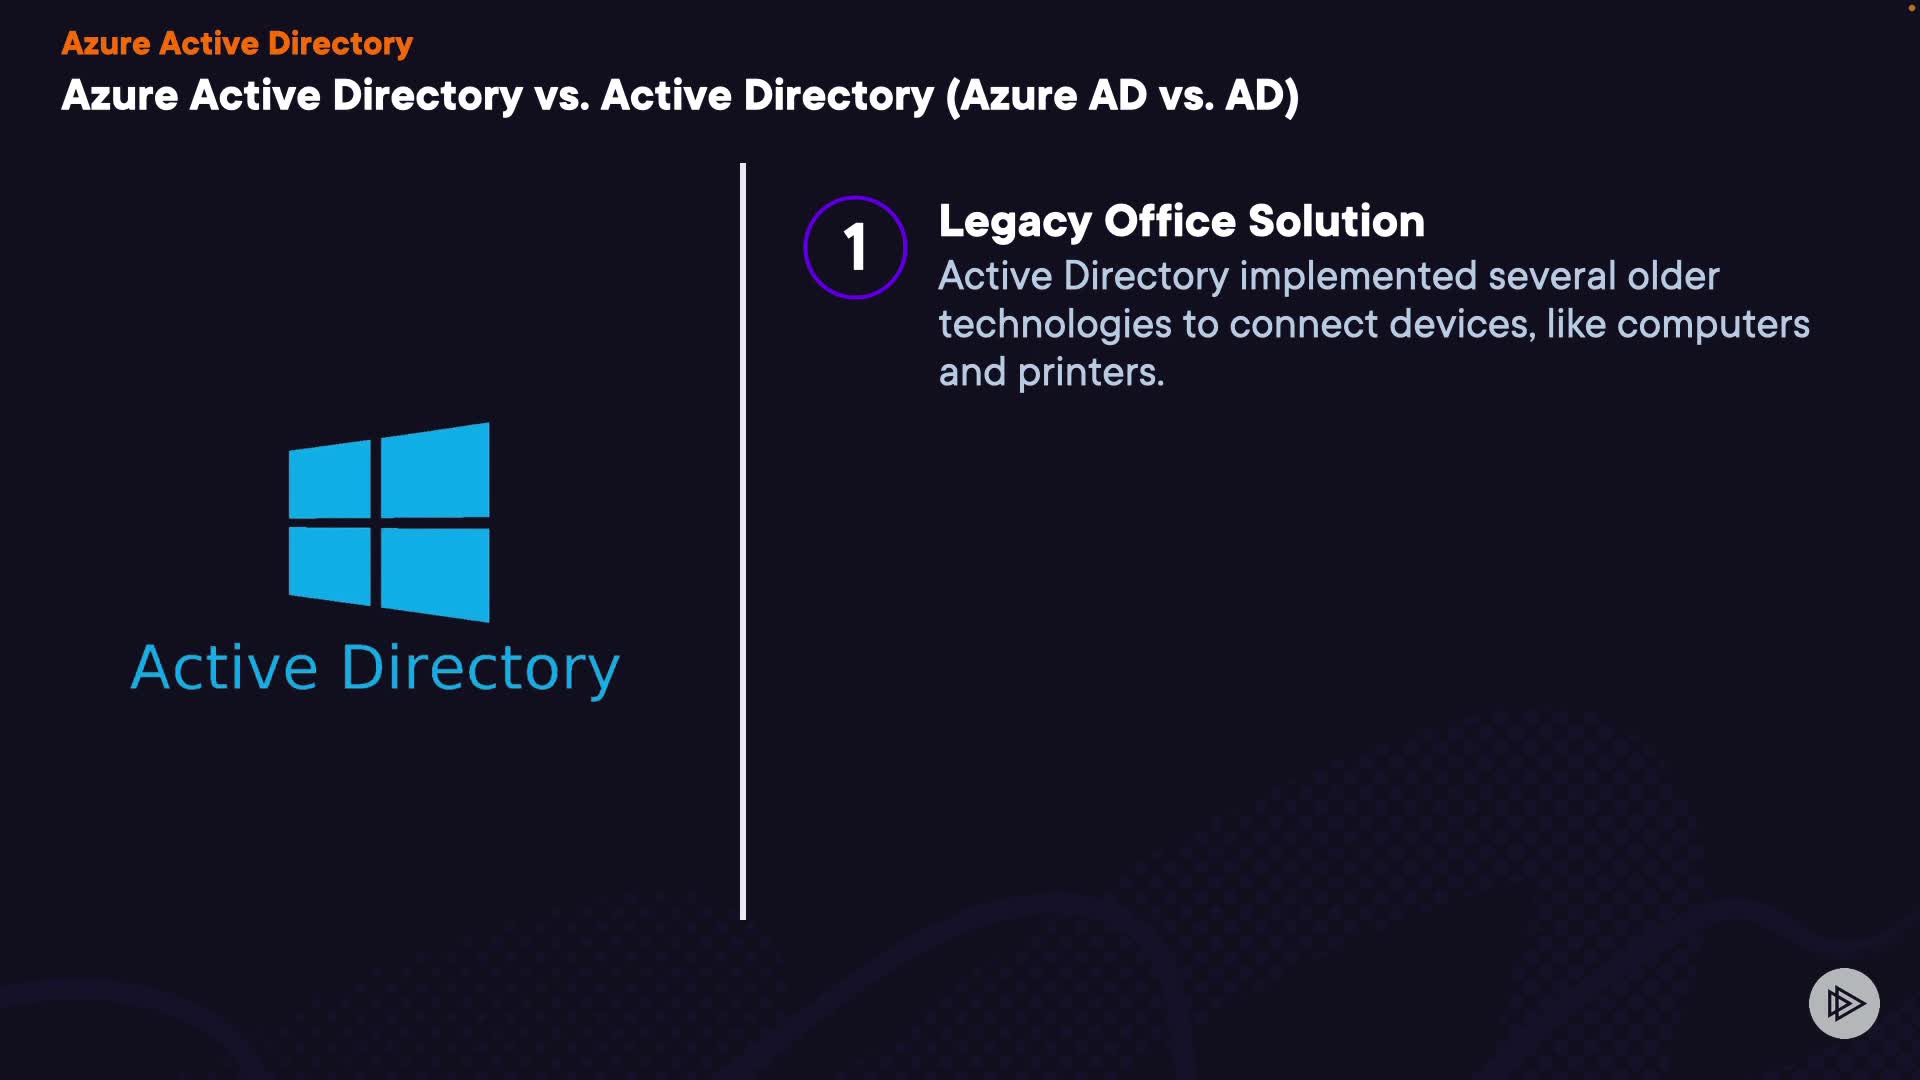 Azure Active Directory
Azure Active Directory vs. Active Directory (Azure AD vs. AD)
Active Directory
1
Legacy Office Solution
Active Directory implemented several older
technologies to connect devices, like computers
and printers.